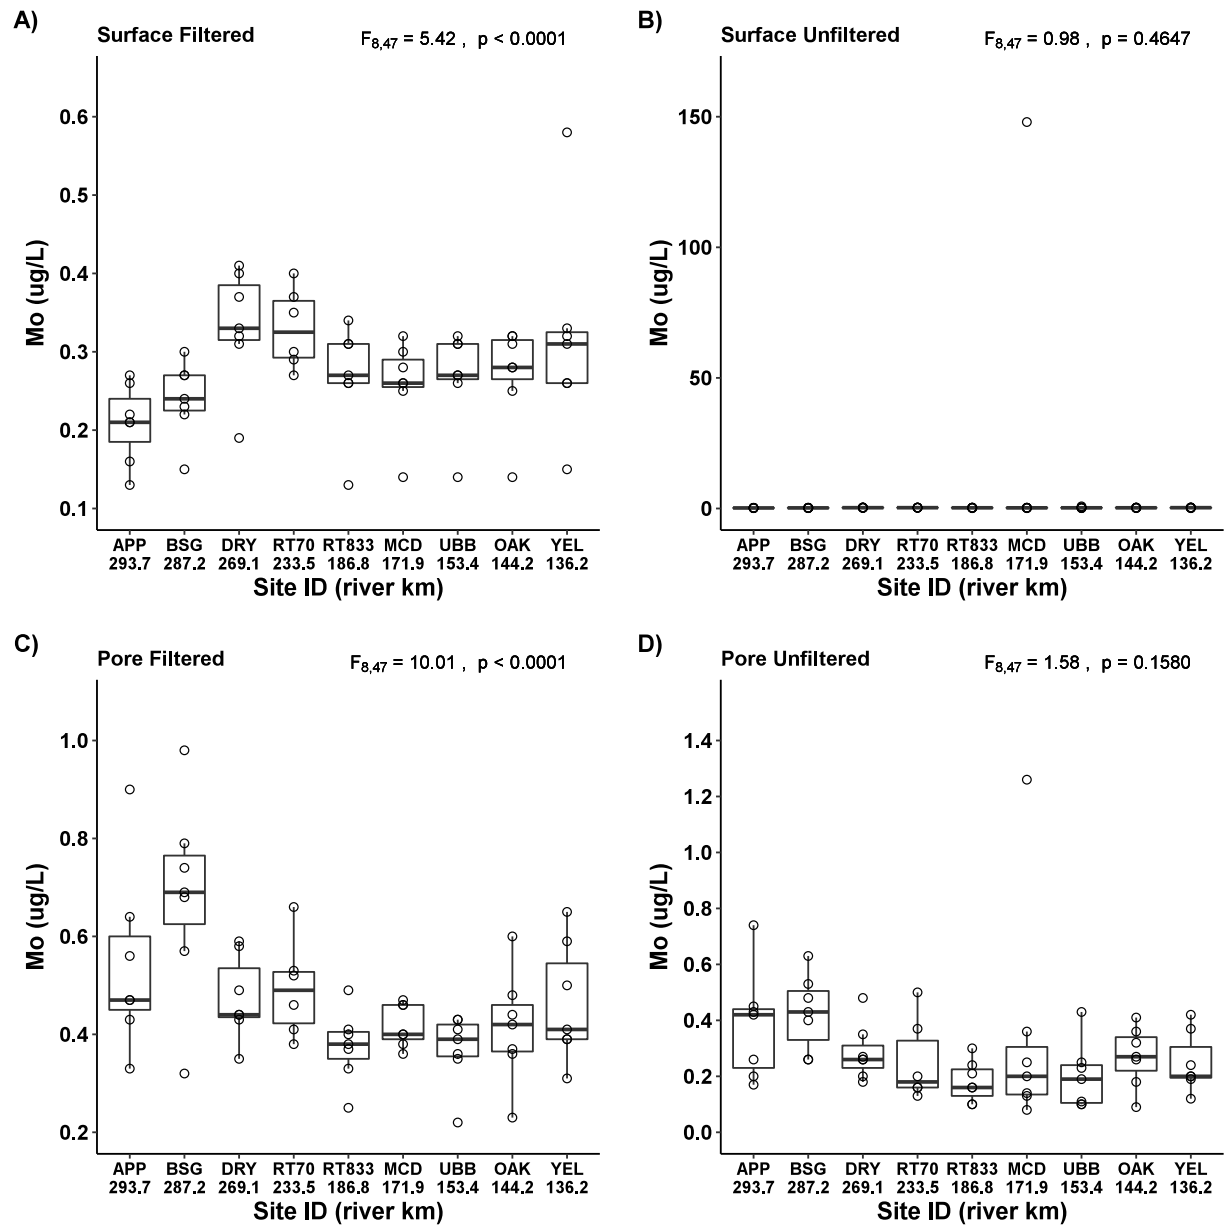 A)
Surface Filtered
F8,47 = 5.42 , p < 0.0001
Mo (ug/L)
0.6
0.5
0.4
0.3
0.2
0.1
APP BSG DRY RT70 RT833 MCD UBB OAK YEL
293.7 287.2 269.1 233.5 186.8 171.9 153.4 144.2 136.2
Site ID (river km)
B)
Surface Unfiltered
F8,47 = 0.98 , p = 0.4647
Mo (ug/L)
150
100
50
0
APP BSG DRY RT70 RT833 MCD UBB OAK YEL
293.7 287.2 269.1 233.5 186.8 171.9 153.4 144.2 136.2
Site ID (river km)
C)
Pore Filtered
F8,47 = 10.01 , p < 0.0001
Mo (ug/L)
1.0
0.8
0.6
0.4
0.2
APP BSG DRY RT70 RT833 MCD UBB OAK YEL
293.7 287.2 269.1 233.5 186.8 171.9 153.4 144.2 136.2
Site ID (river km)
D)
Pore Unfiltered
F8,47 = 1.58 , p = 0.1580
Mo (ug/L)
1.4
1.2
1.0
0.8
0.6
0.4
0.2
0.0
APP BSG DRY RT70 RT833 MCD UBB OAK YEL
293.7 287.2 269.1 233.5 186.8 171.9 153.4 144.2 136.2
Site ID (river km)